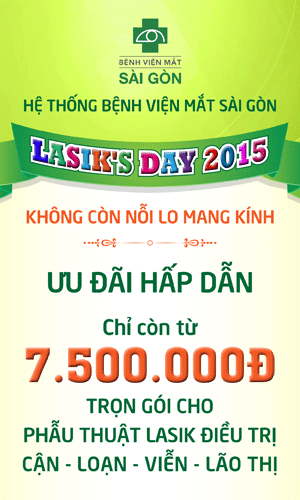 BỆNH VIỆN MẮT
SÀI GÒN
HỆ THỐNG BỆNH VIỆN MẮT SÀI GÒN
LASIK'S DAY 2015
KHÔNG CÒN NỖI LO MANG KÍNH
ƯU ĐÃI HẤP DẪN
Chỉ còn từ
7.500.000Đ
TRỌN GÓI CHO
PHẪU THUẬT LASIK ĐIỀU TRỊ
CẬN - LOẠN - VIỄN - LÃO THỊ